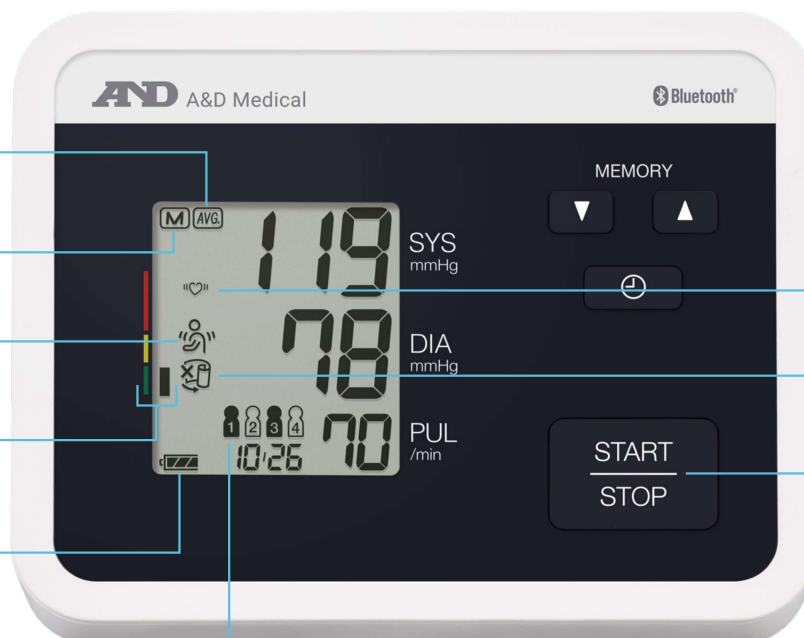 AND A&D Medical
Bluetooth®
MEMORY
M AVG.
119
SYS
mmHg
78
DIA
mmHg
1 2 3 4
10/26
70
PUL
/min
START
STOP